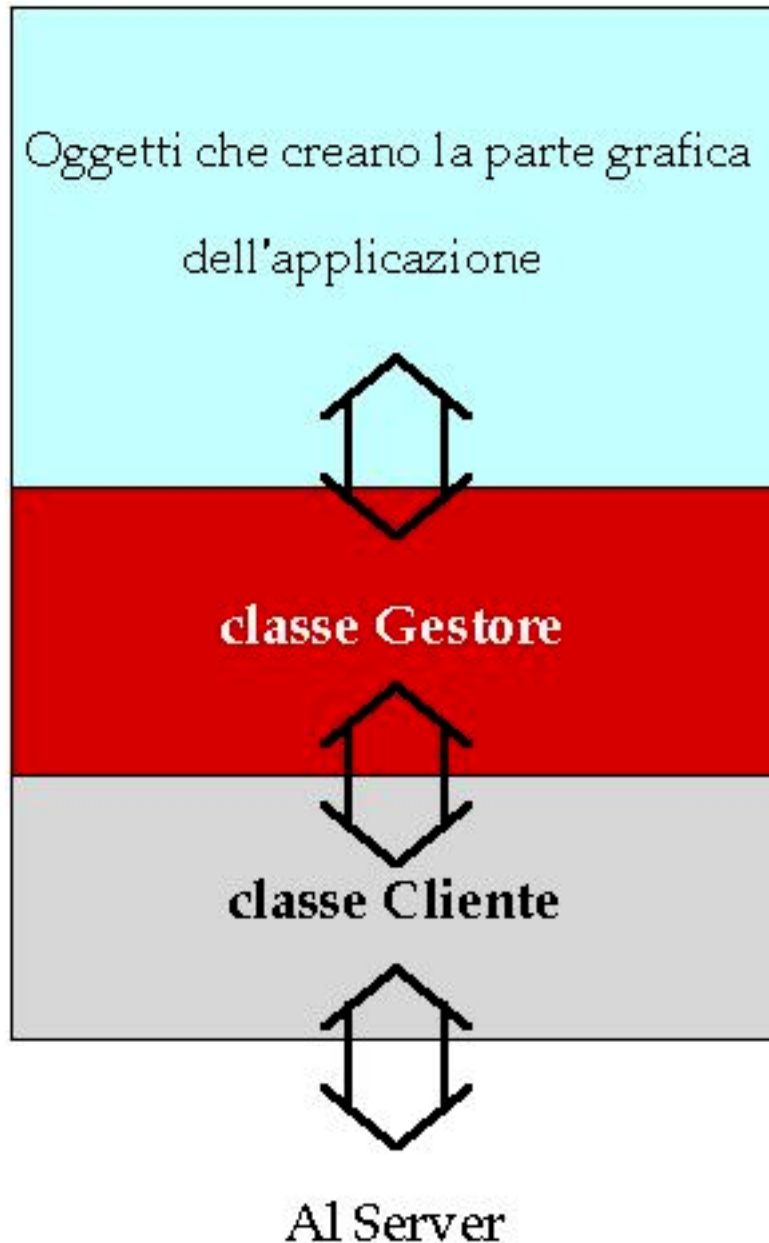 Oggetti che creano la parte grafica
dell'applicazione
classe Gestore
classe Cliente
Al Server